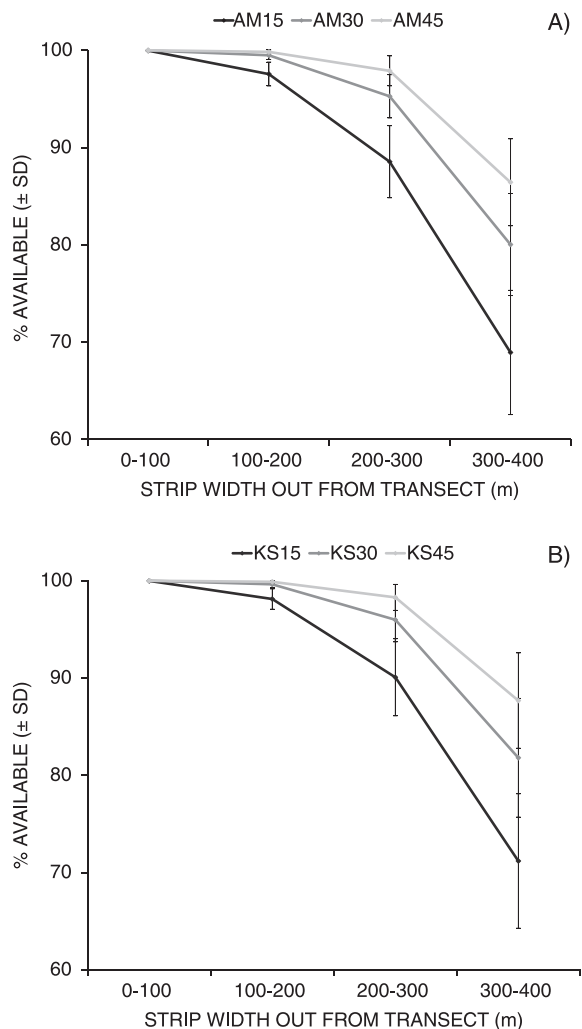 AM15 AM30 AM45
A)
100
90
80
70
60
% AVAILABLE (± SD)
0-100 100-200 200-300 300-400
STRIP WIDTH OUT FROM TRANSECT (m)
KS15 KS30 KS45
B)
100
90
80
70
60
% AVAILABLE (± SD)
0-100 100-200 200-300 300-400
STRIP WIDTH OUT FROM TRANSECT (m)